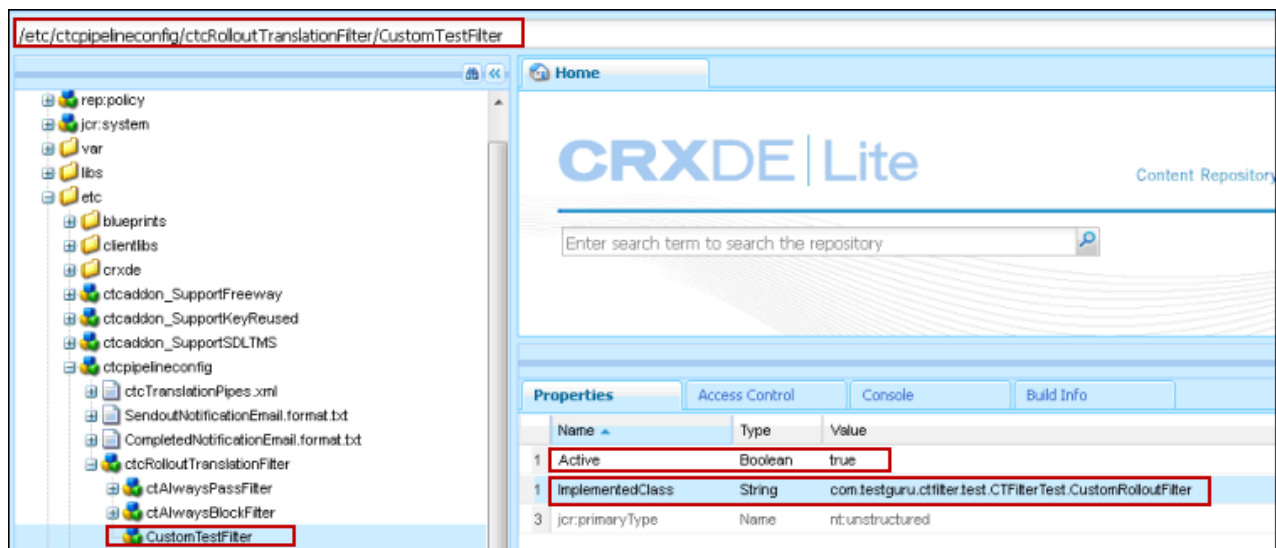 /etc/ctcpipelineconfig/ctcRolloutTranslationFilter/CustomTestFilter
rep:policy
jcr:system
var
libs
etc
blueprints
clientlibs
crxde
ctcaddon_SupportFreeway
ctcaddon_SupportKeyReused
ctcaddon_SupportSDLTMS
ctcpipelineconfig
ctcTranslationPipes.xml
SendoutNotificationEmail.format.txt
CompletedNotificationEmail.format.txt
ctcRolloutTranslationFilter
ctAlwaysPassFilter
ctAlwaysBlockFilter
CustomTestFilter
Home
CRXDE | Lite
Content Repository
Enter search term to search the repository
Properties Access Control Console Build Info
Name Type Value
1 Active Boolean true
1 ImplementedClass String com.testguru.ctfilter.test.CTFilterTest.CustomRolloutFilter
3 jcr:primaryType Name nt:unstructured